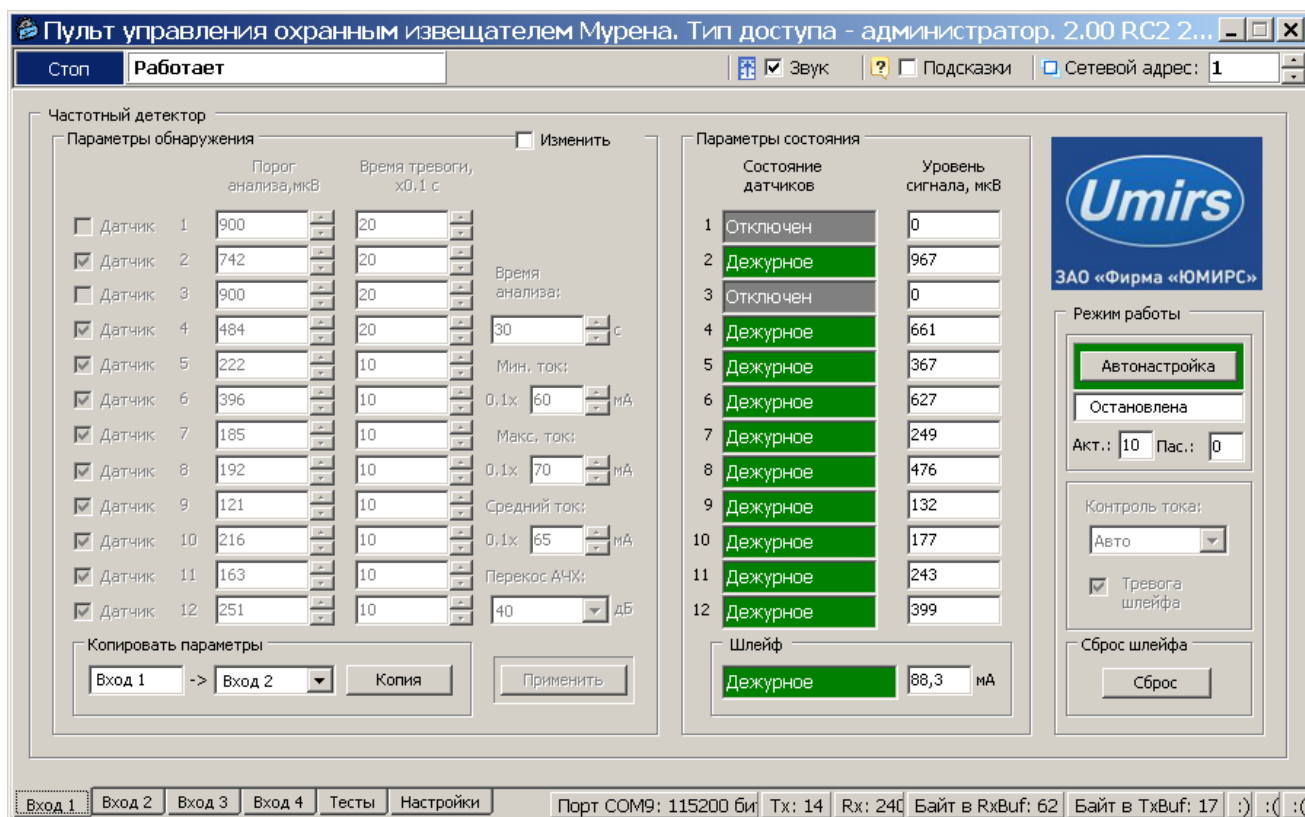 Пульт управления охранным извещателем Мурена. Тип доступа - администратор. 2.00 RC2 2...
Стоп Работает Звук Подсказки Сетевой адрес: 1
Частотный детектор
Параметры обнаружения Изменить
Порог анализа,мкВ
Время тревоги, x0.1 с
Датчик 1 900 20
Датчик 2 742 20
Датчик 3 900 20
Датчик 4 484 20
Датчик 5 222 10
Датчик 6 396 10
Датчик 7 185 10
Датчик 8 192 10
Датчик 9 121 10
Датчик 10 216 10
Датчик 11 163 10
Датчик 12 251 10
Время
анализа:
30 с
Мин. ток:
0.1x 60 мА
Макс. ток:
0.1x 70 мА
Средний ток:
0.1x 65 мА
Перекос АЧХ:
40 дБ
Копировать параметры
Вход 1 -> Вход 2 Копия
Применить
Параметры состояния
Состояние датчиков
Уровень сигнала, мкВ
1 Отключен 0
2 Дежурное 967
3 Отключен 0
4 Дежурное 661
5 Дежурное 367
6 Дежурное 627
7 Дежурное 249
8 Дежурное 476
9 Дежурное 132
10 Дежурное 177
11 Дежурное 243
12 Дежурное 399
Шлейф
Дежурное 88,3 мА
Umirs
ЗАО «Фирма «ЮМИРС»
Режим работы
Автонастройка
Остановлена
Акт.: 10 Пас.: 0
Контроль тока:
Авто
Тревога
шлейфа
Сброс шлейфа
Сброс
Вход 1 Вход 2 Вход 3 Вход 4 Тесты Настройки Порт COM9: 115200 би Tx: 14 Rx: 240 Байт в RxBuf: 62 Байт в TxBuf: 17 :) :( :(